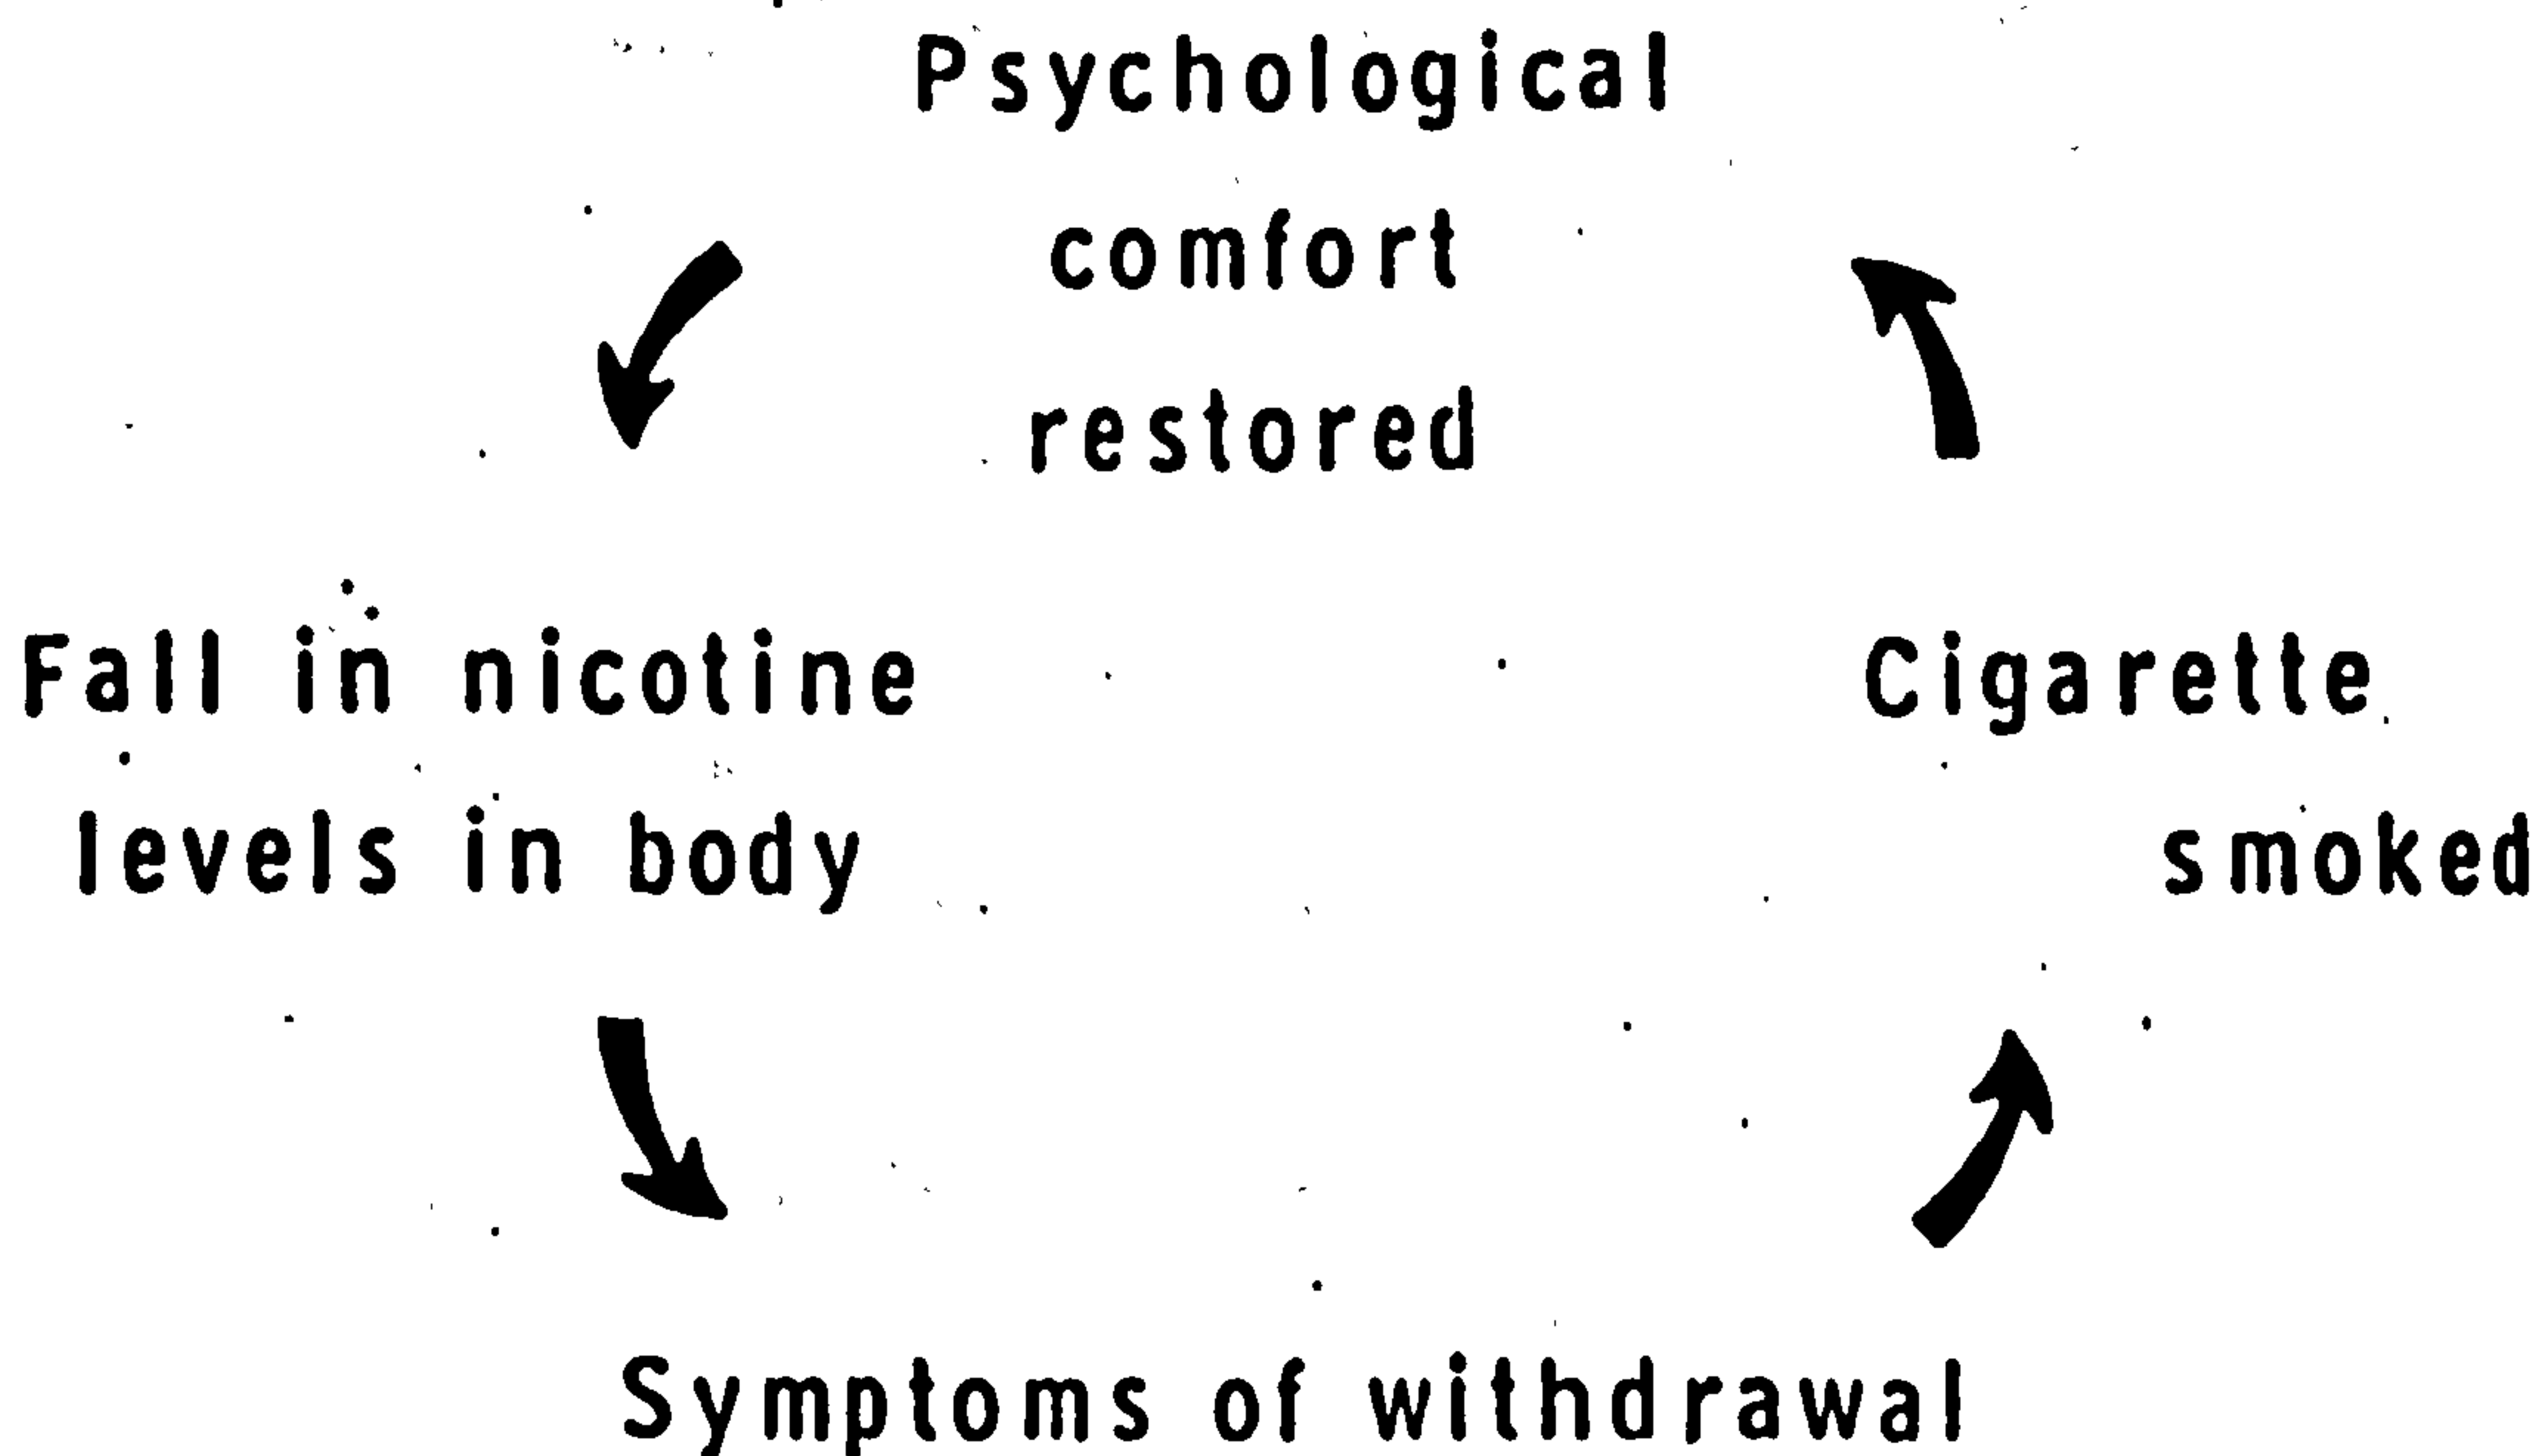 Psychological
comfort
restored
Fall in nicotine
levels in body
Cigarette
smoked
Symptoms of withdrawal